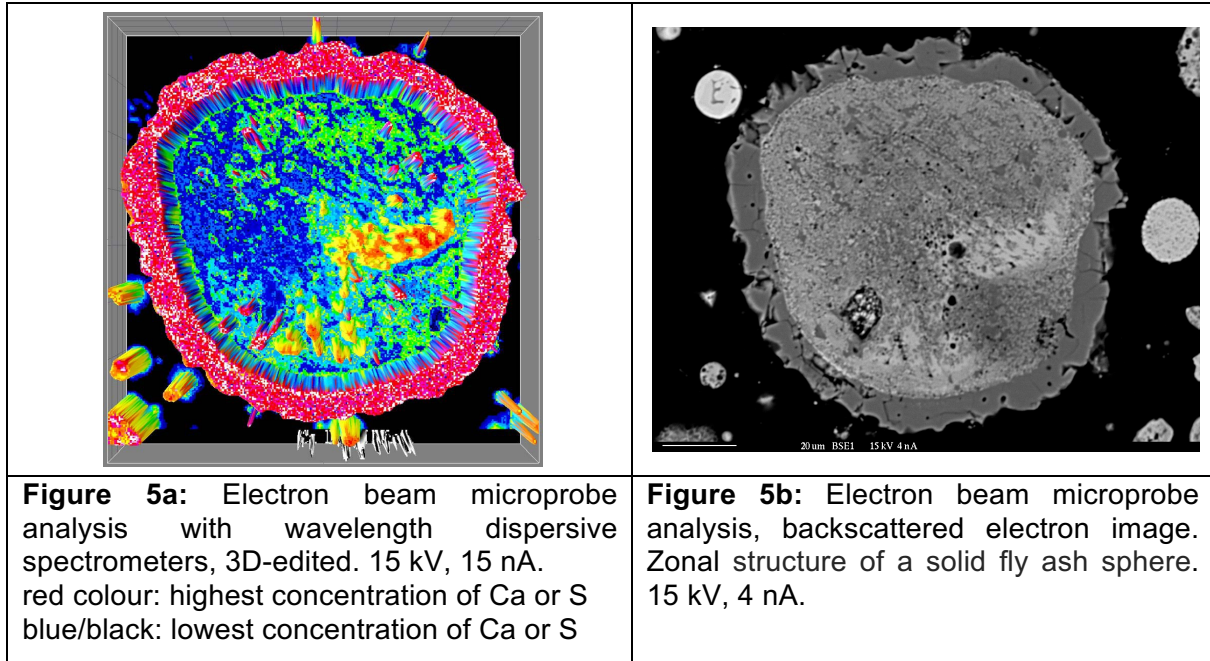 20 um BSE1 15 kV 4 nA
Figure 5a: Electron beam microprobe
analysis with wavelength dispersive
spectrometers, 3D-edited. 15 kV, 15 nA.
red colour: highest concentration of Ca or S
blue/black: lowest concentration of Ca or S
Figure 5b: Electron beam microprobe
analysis, backscattered electron image.
Zonal structure of a solid fly ash sphere.
15 kV, 4 nA.